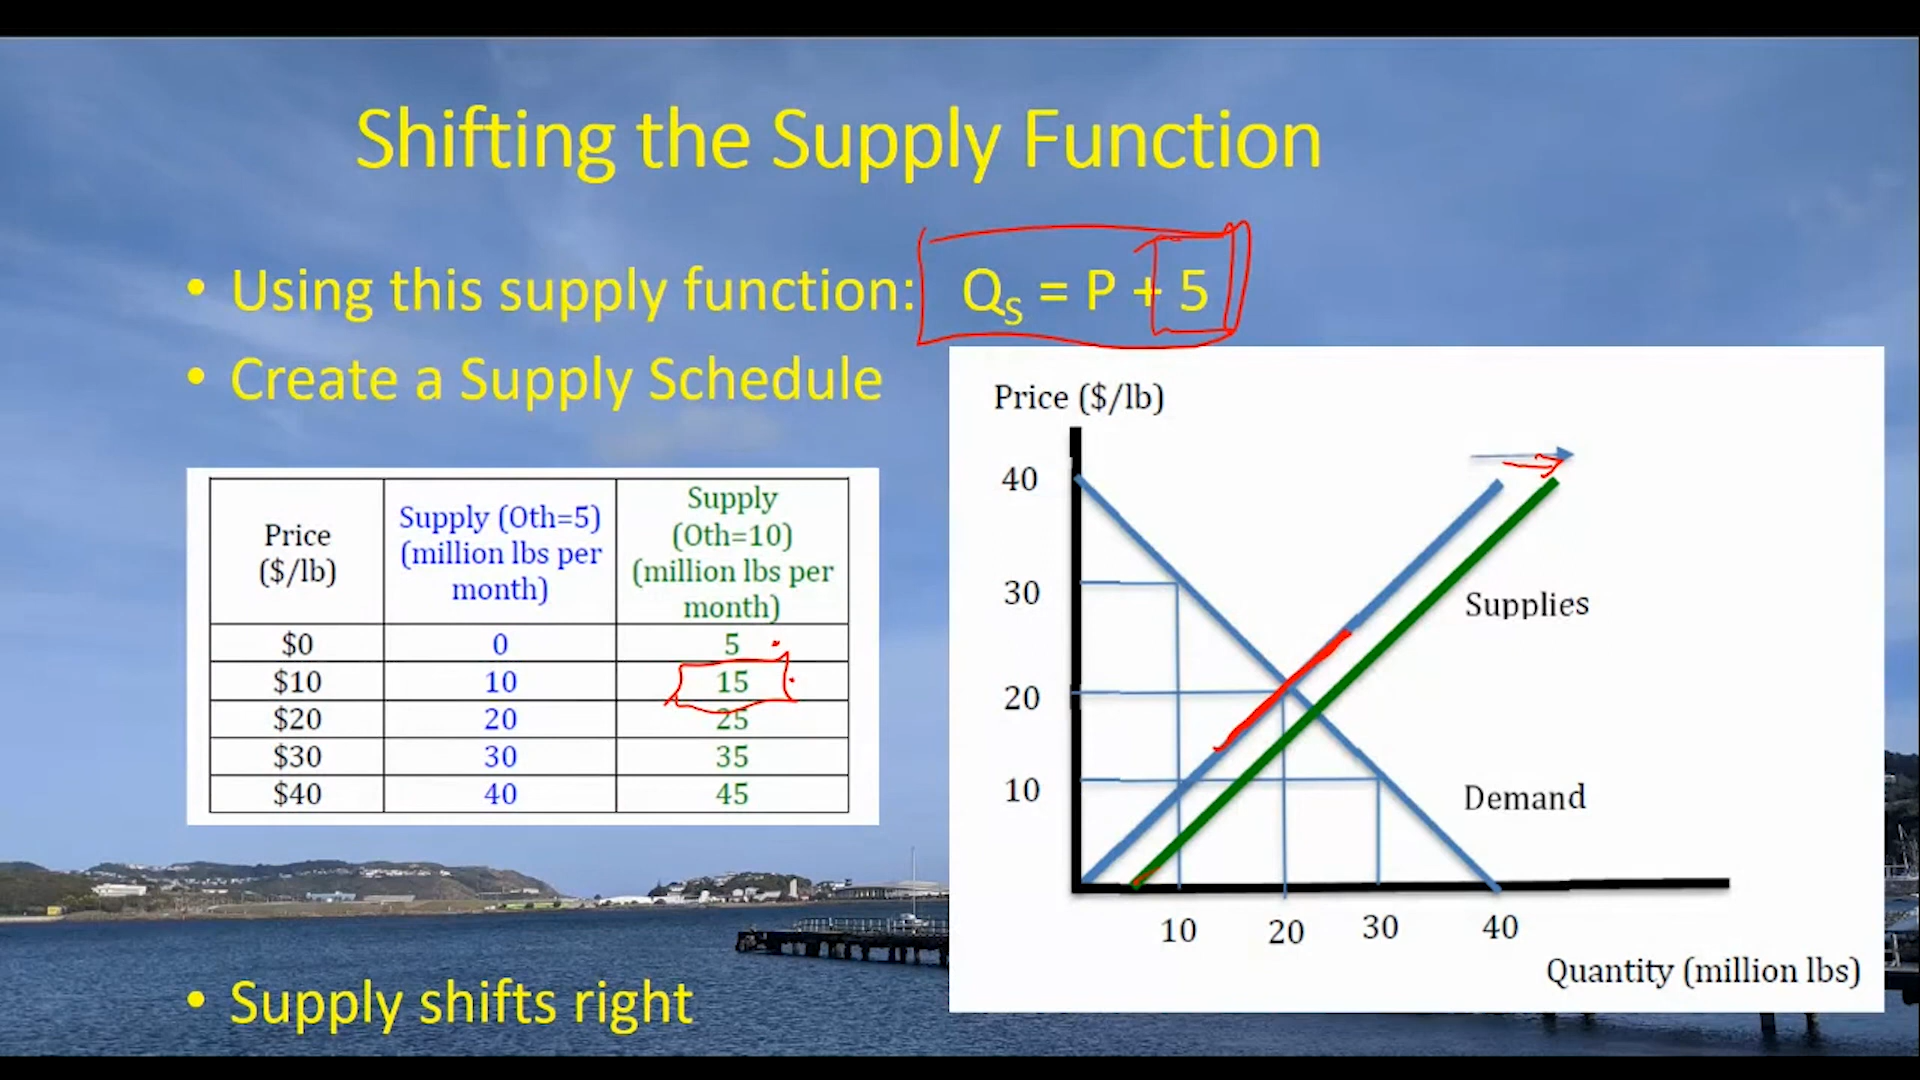 Shifting the Supply Function
• Using this supply function: Q_S = P + 5
• Create a Supply Schedule
Price ($/lb)
Supply (Oth=5) (million lbs per month)
Supply (Oth=10) (million lbs per month)
$0 0 5
$10 10 15
$20 20 25
$30 30 35
$40 40 45
• Supply shifts right
Price ($/lb)
40
30
Supplies
20
10
Demand
10 20 30 40
Quantity (million lbs)